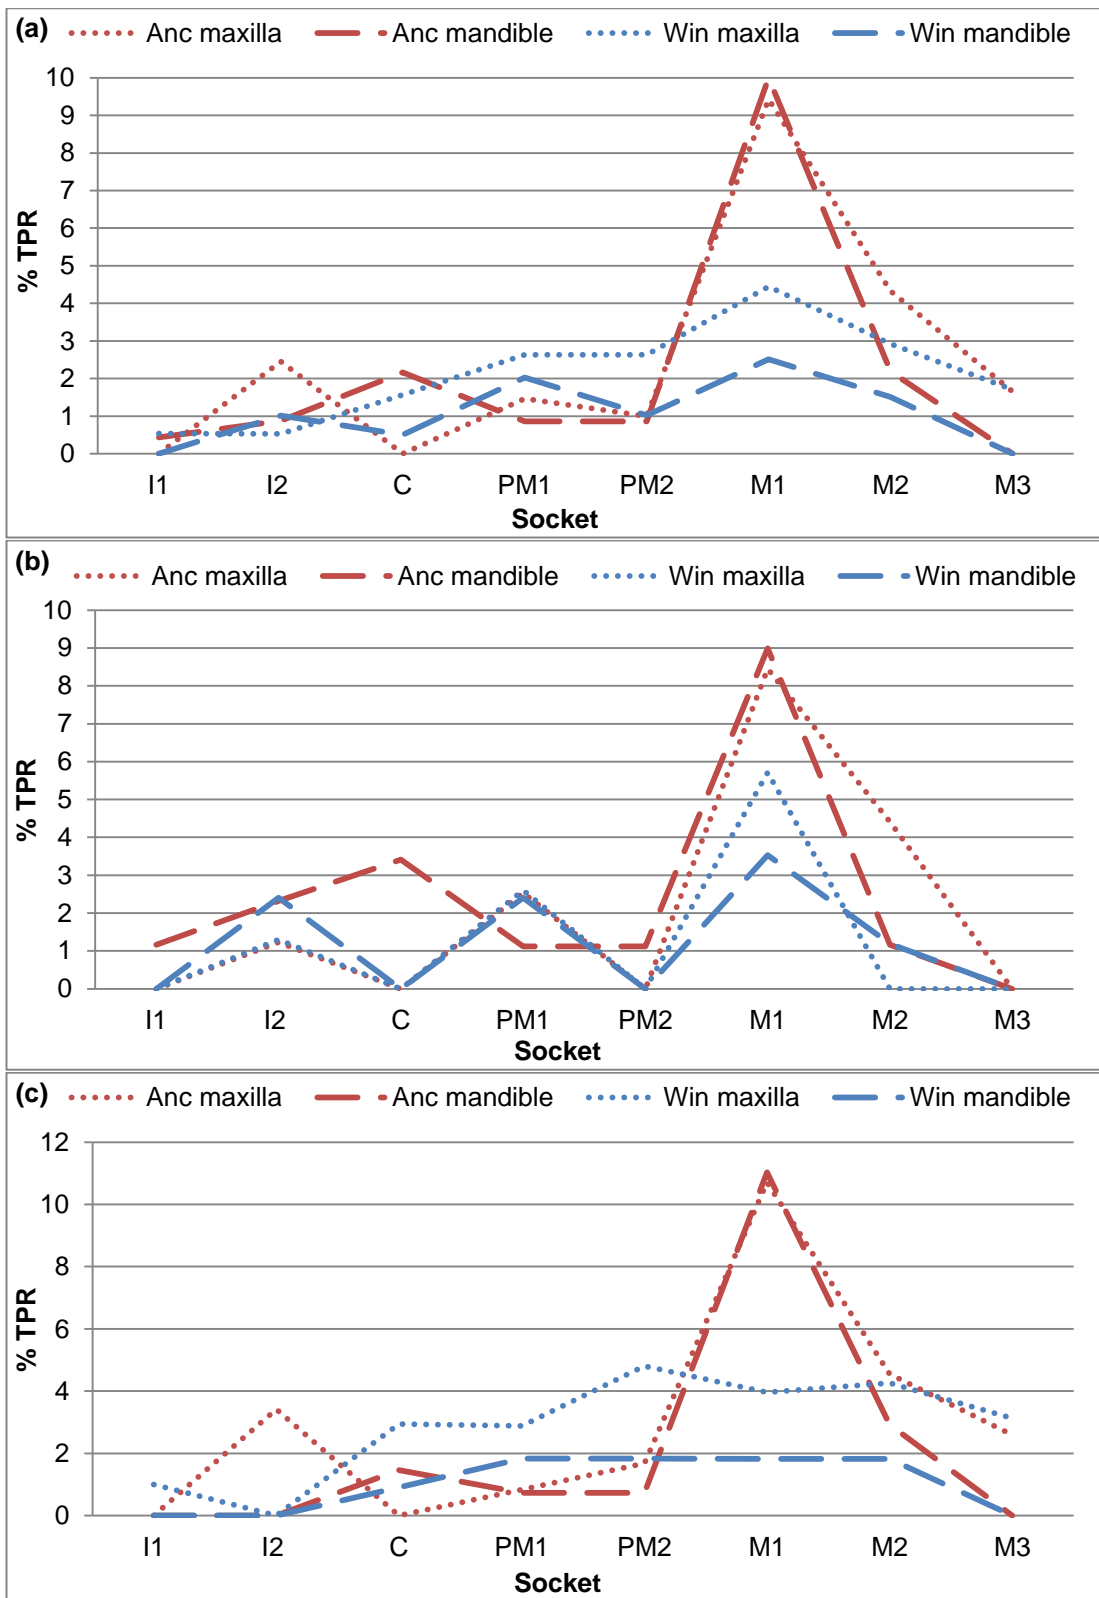 (a) Anc maxilla Anc mandible Win maxilla Win mandible
10
9
8
7
6
5
4
3
2
1
0
% TPR
I1 I2 C PM1 PM2 M1 M2 M3
Socket
(b) Anc maxilla Anc mandible Win maxilla Win mandible
10
9
8
7
6
5
4
3
2
1
0
% TPR
I1 I2 C PM1 PM2 M1 M2 M3
Socket
(c) Anc maxilla Anc mandible Win maxilla Win mandible
12
10
8
6
4
2
0
% TPR
I1 I2 C PM1 PM2 M1 M2 M3
Socket